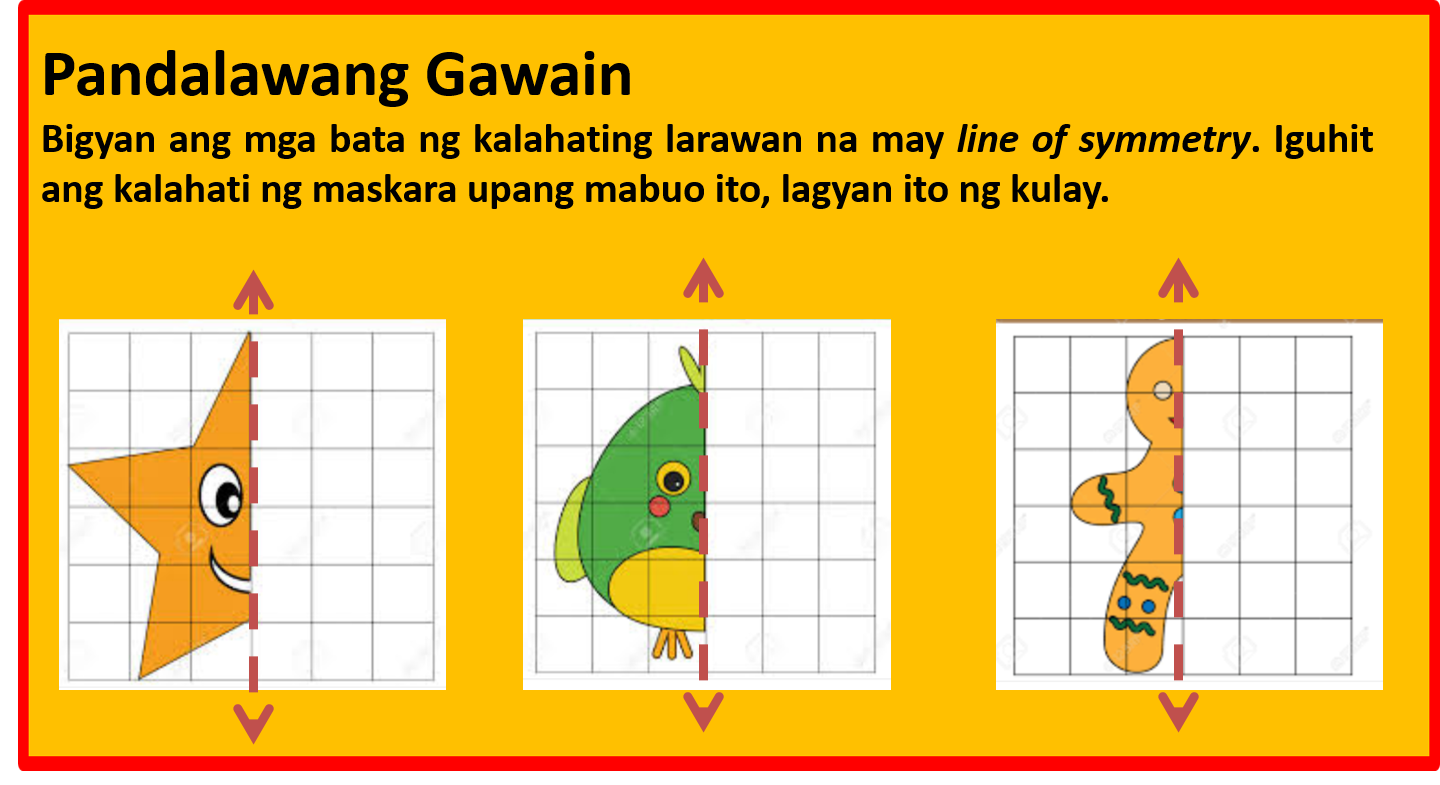 Pandalawang Gawain
Bigyan ang mga bata ng kalahating larawan na may line of symmetry. Iguhit
ang kalahati ng maskara upang mabuo ito, lagyan ito ng kulay.